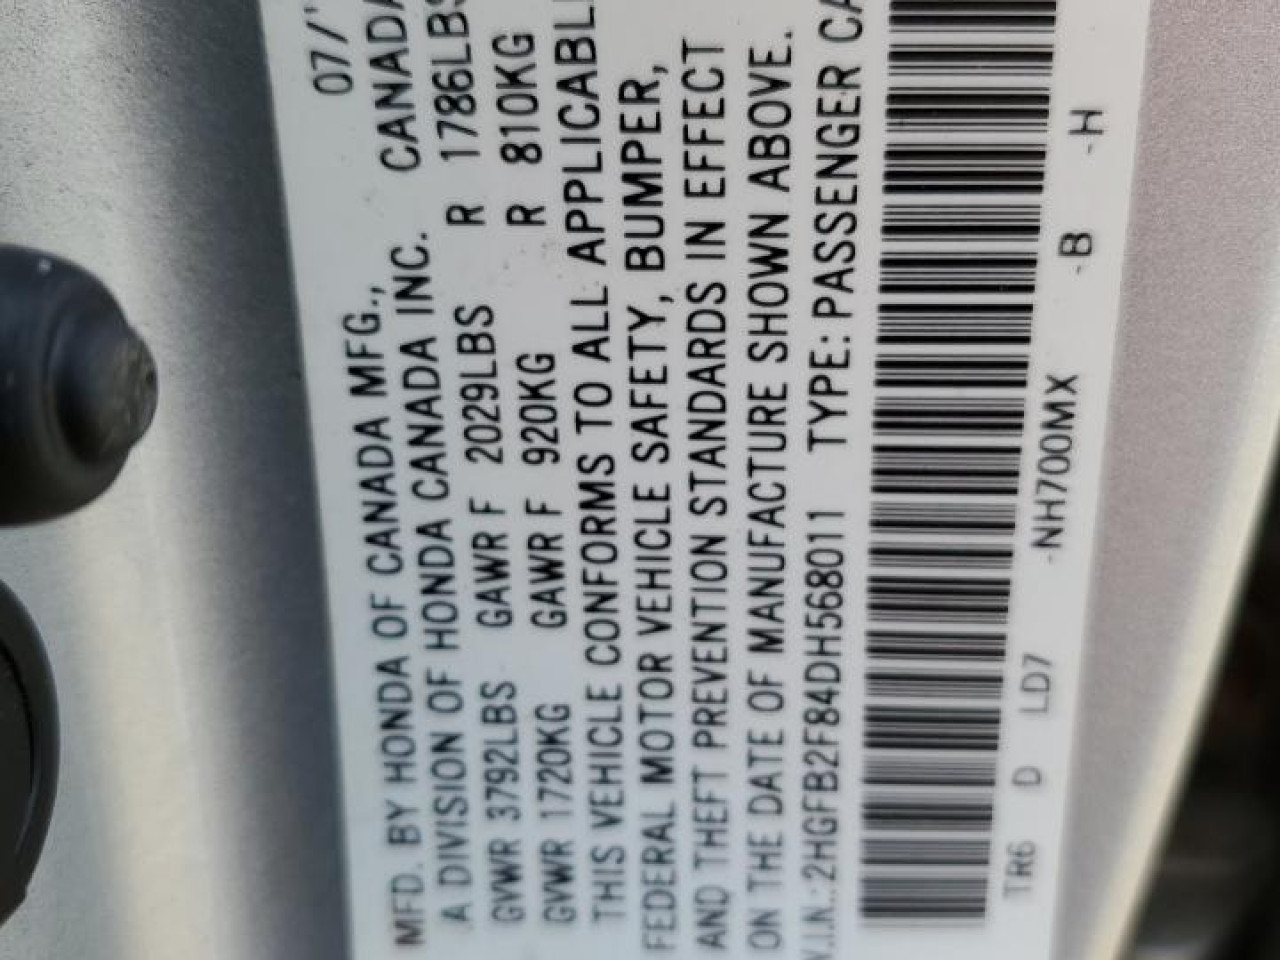 MFD. BY HONDA OF CANADA MFG., 07/
A DIVISION OF HONDA CANADA INC. CANADA
GVWR 3792LBS GAWR F 2029LBS R 1786LBS
GVWR 1720KG GAWR F 920KG R 810KG
THIS VEHICLE CONFORMS TO ALL APPLICABL
FEDERAL MOTOR VEHICLE SAFETY, BUMPER,
AND THEFT PREVENTION STANDARDS IN EFFECT
ON THE DATE OF MANUFACTURE SHOWN ABOVE.
V.I.N.: 2HGFB2F84DH568011 TYPE: PASSENGER CA
TR6 D LD7 -NH700MX -B -H